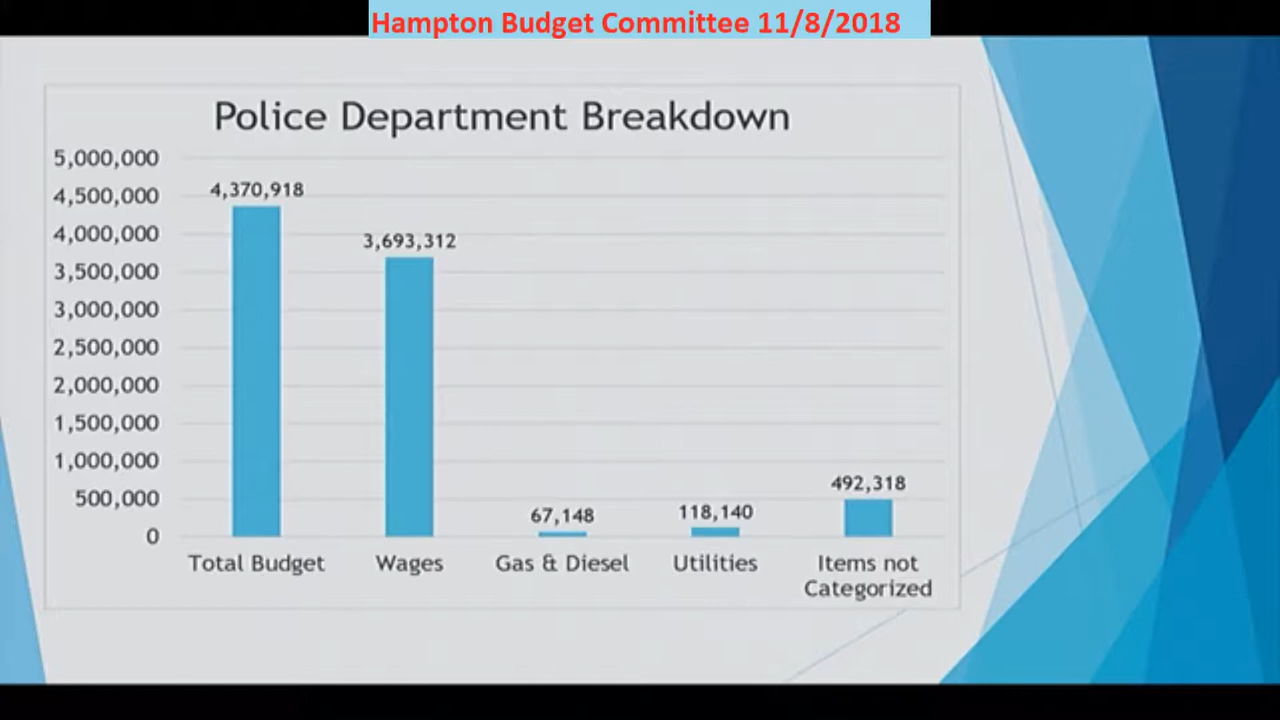 Hampton Budget Committee 11/8/2018
Police Department Breakdown
5,000,000
4,500,000
4,000,000
3,500,000
3,000,000
2,500,000
2,000,000
1,500,000
1,000,000
500,000
0
4,370,918
3,693,312
67,148
118,140
492,318
Total Budget
Wages
Gas & Diesel
Utilities
Items not
Categorized